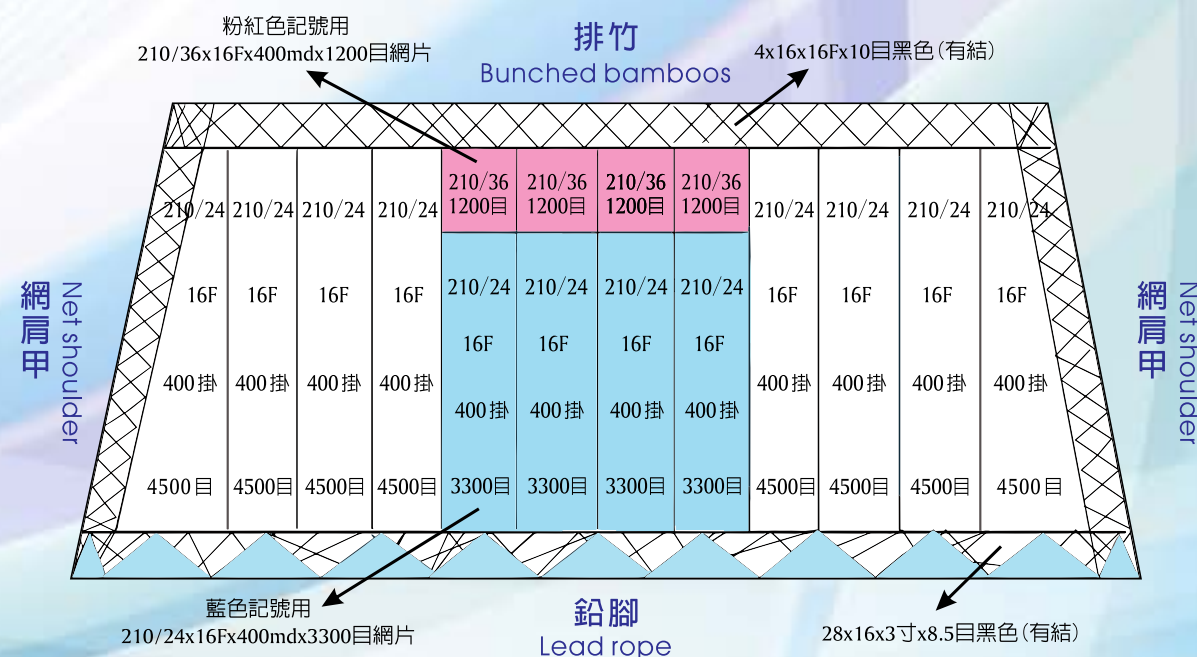 粉紅色記號用
210/36x16Fx400mdx1200目網片
排竹
Bunched bamboos
4x16x16Fx10目黑色(有結)
210/36 210/36 210/36 210/36
1200目 1200目 1200目 1200目
210/24 210/24 210/24 210/24 210/24 210/24 210/24 210/24
210/24 210/24 210/24 210/24
16F 16F 16F 16F 16F 16F 16F 16F
16F 16F 16F 16F
400掛 400掛 400掛 400掛 400掛 400掛 400掛 400掛
400掛 400掛 400掛 400掛
4500目 4500目 4500目 4500目 3300目 3300目 3300目 3300目 4500目 4500目 4500目 4500目
網肩甲
Net shoulder
網肩甲
Net shoulder
藍色記號用
210/24x16Fx400mdx3300目網片
鉛腳
Lead rope
28x16x3寸x8.5目黑色(有結)